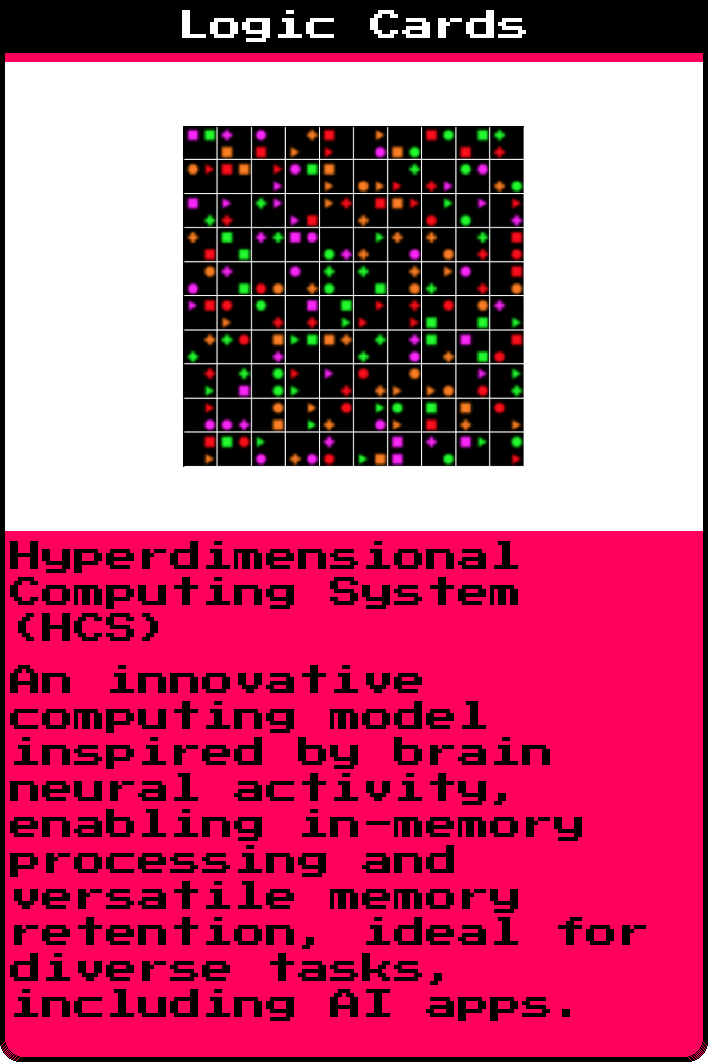 Logic Cards
Hyperdimensional
Computing System
(HCS)
An innovative
computing model
inspired by brain
neural activity,
enabling in-memory
processing and
versatile memory
retention, ideal for
diverse tasks,
including AI apps.